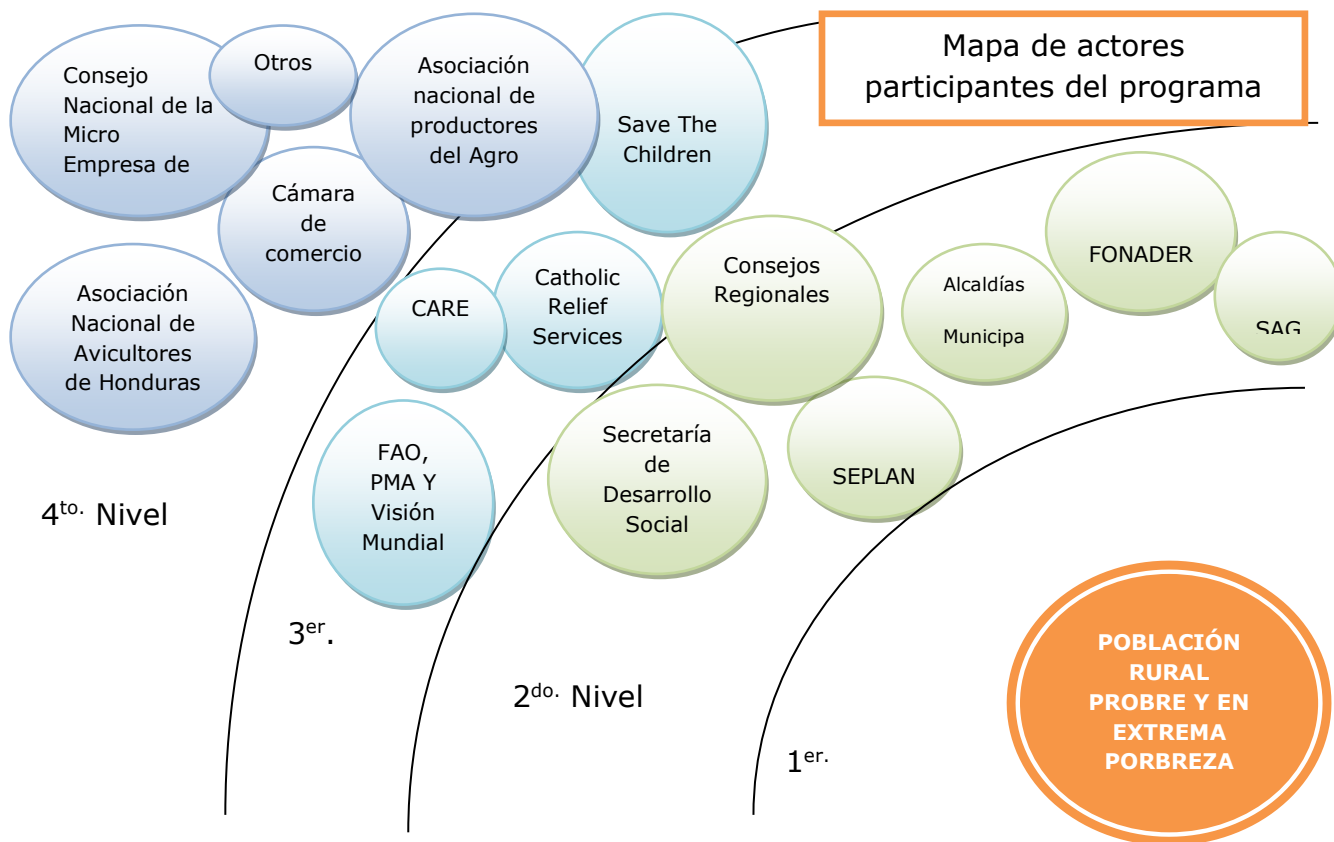 Mapa de actores
participantes del programa
Consejo
Nacional de la
Micro
Empresa de
Otros
Asociación
nacional de
productores
del Agro
Save The
Children
Cámara
de
comercio
Asociación
Nacional de
Avicultores
de Honduras
CARE
Catholic
Relief
Services
Consejos
Regionales
Alcaldías
Municipa
FONADER
SAG
FAO,
PMA Y
Visión
Mundial
Secretaría
de
Desarrollo
Social
SEPLAN
4to. Nivel
3er.
2do. Nivel
1er.
POBLACIÓN
RURAL
PROBRE Y EN
EXTREMA
PORBREZA